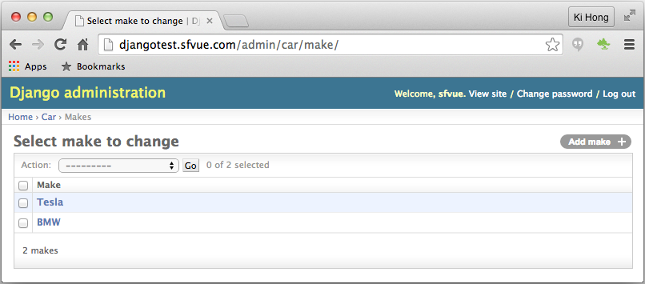 Select make to change | Dj
Ki Hong
djangotest.sfvue.com/admin/car/make/
Apps Bookmarks
Django administration
Welcome, sfvue. View site / Change password / Log out
Home › Car › Makes
Select make to change
Add make +
Action: --------- Go 0 of 2 selected
Make
Tesla
BMW
2 makes